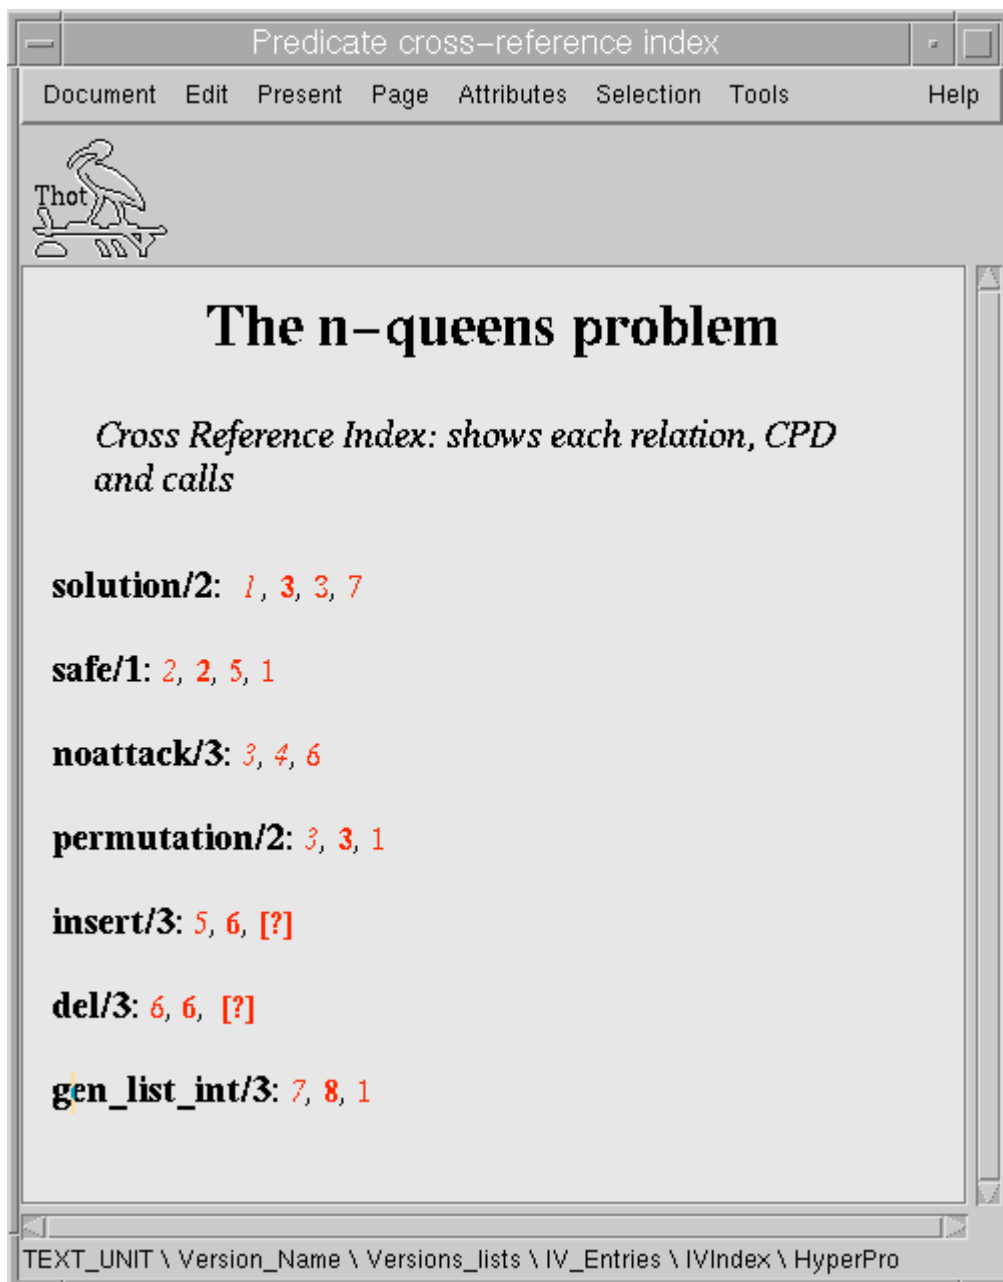 Predicate cross–reference index
Document Edit Present Page Attributes Selection Tools Help
Thot
The n–queens problem
Cross Reference Index: shows each relation, CPD
and calls
solution/2: 1, 3, 3, 7
safe/1: 2, 2, 5, 1
noattack/3: 3, 4, 6
permutation/2: 3, 3, 1
insert/3: 5, 6, [?]
del/3: 6, 6, [?]
gen_list_int/3: 7, 8, 1
TEXT_UNIT \ Version_Name \ Versions_lists \ IV_Entries \ IVIndex \ HyperPro